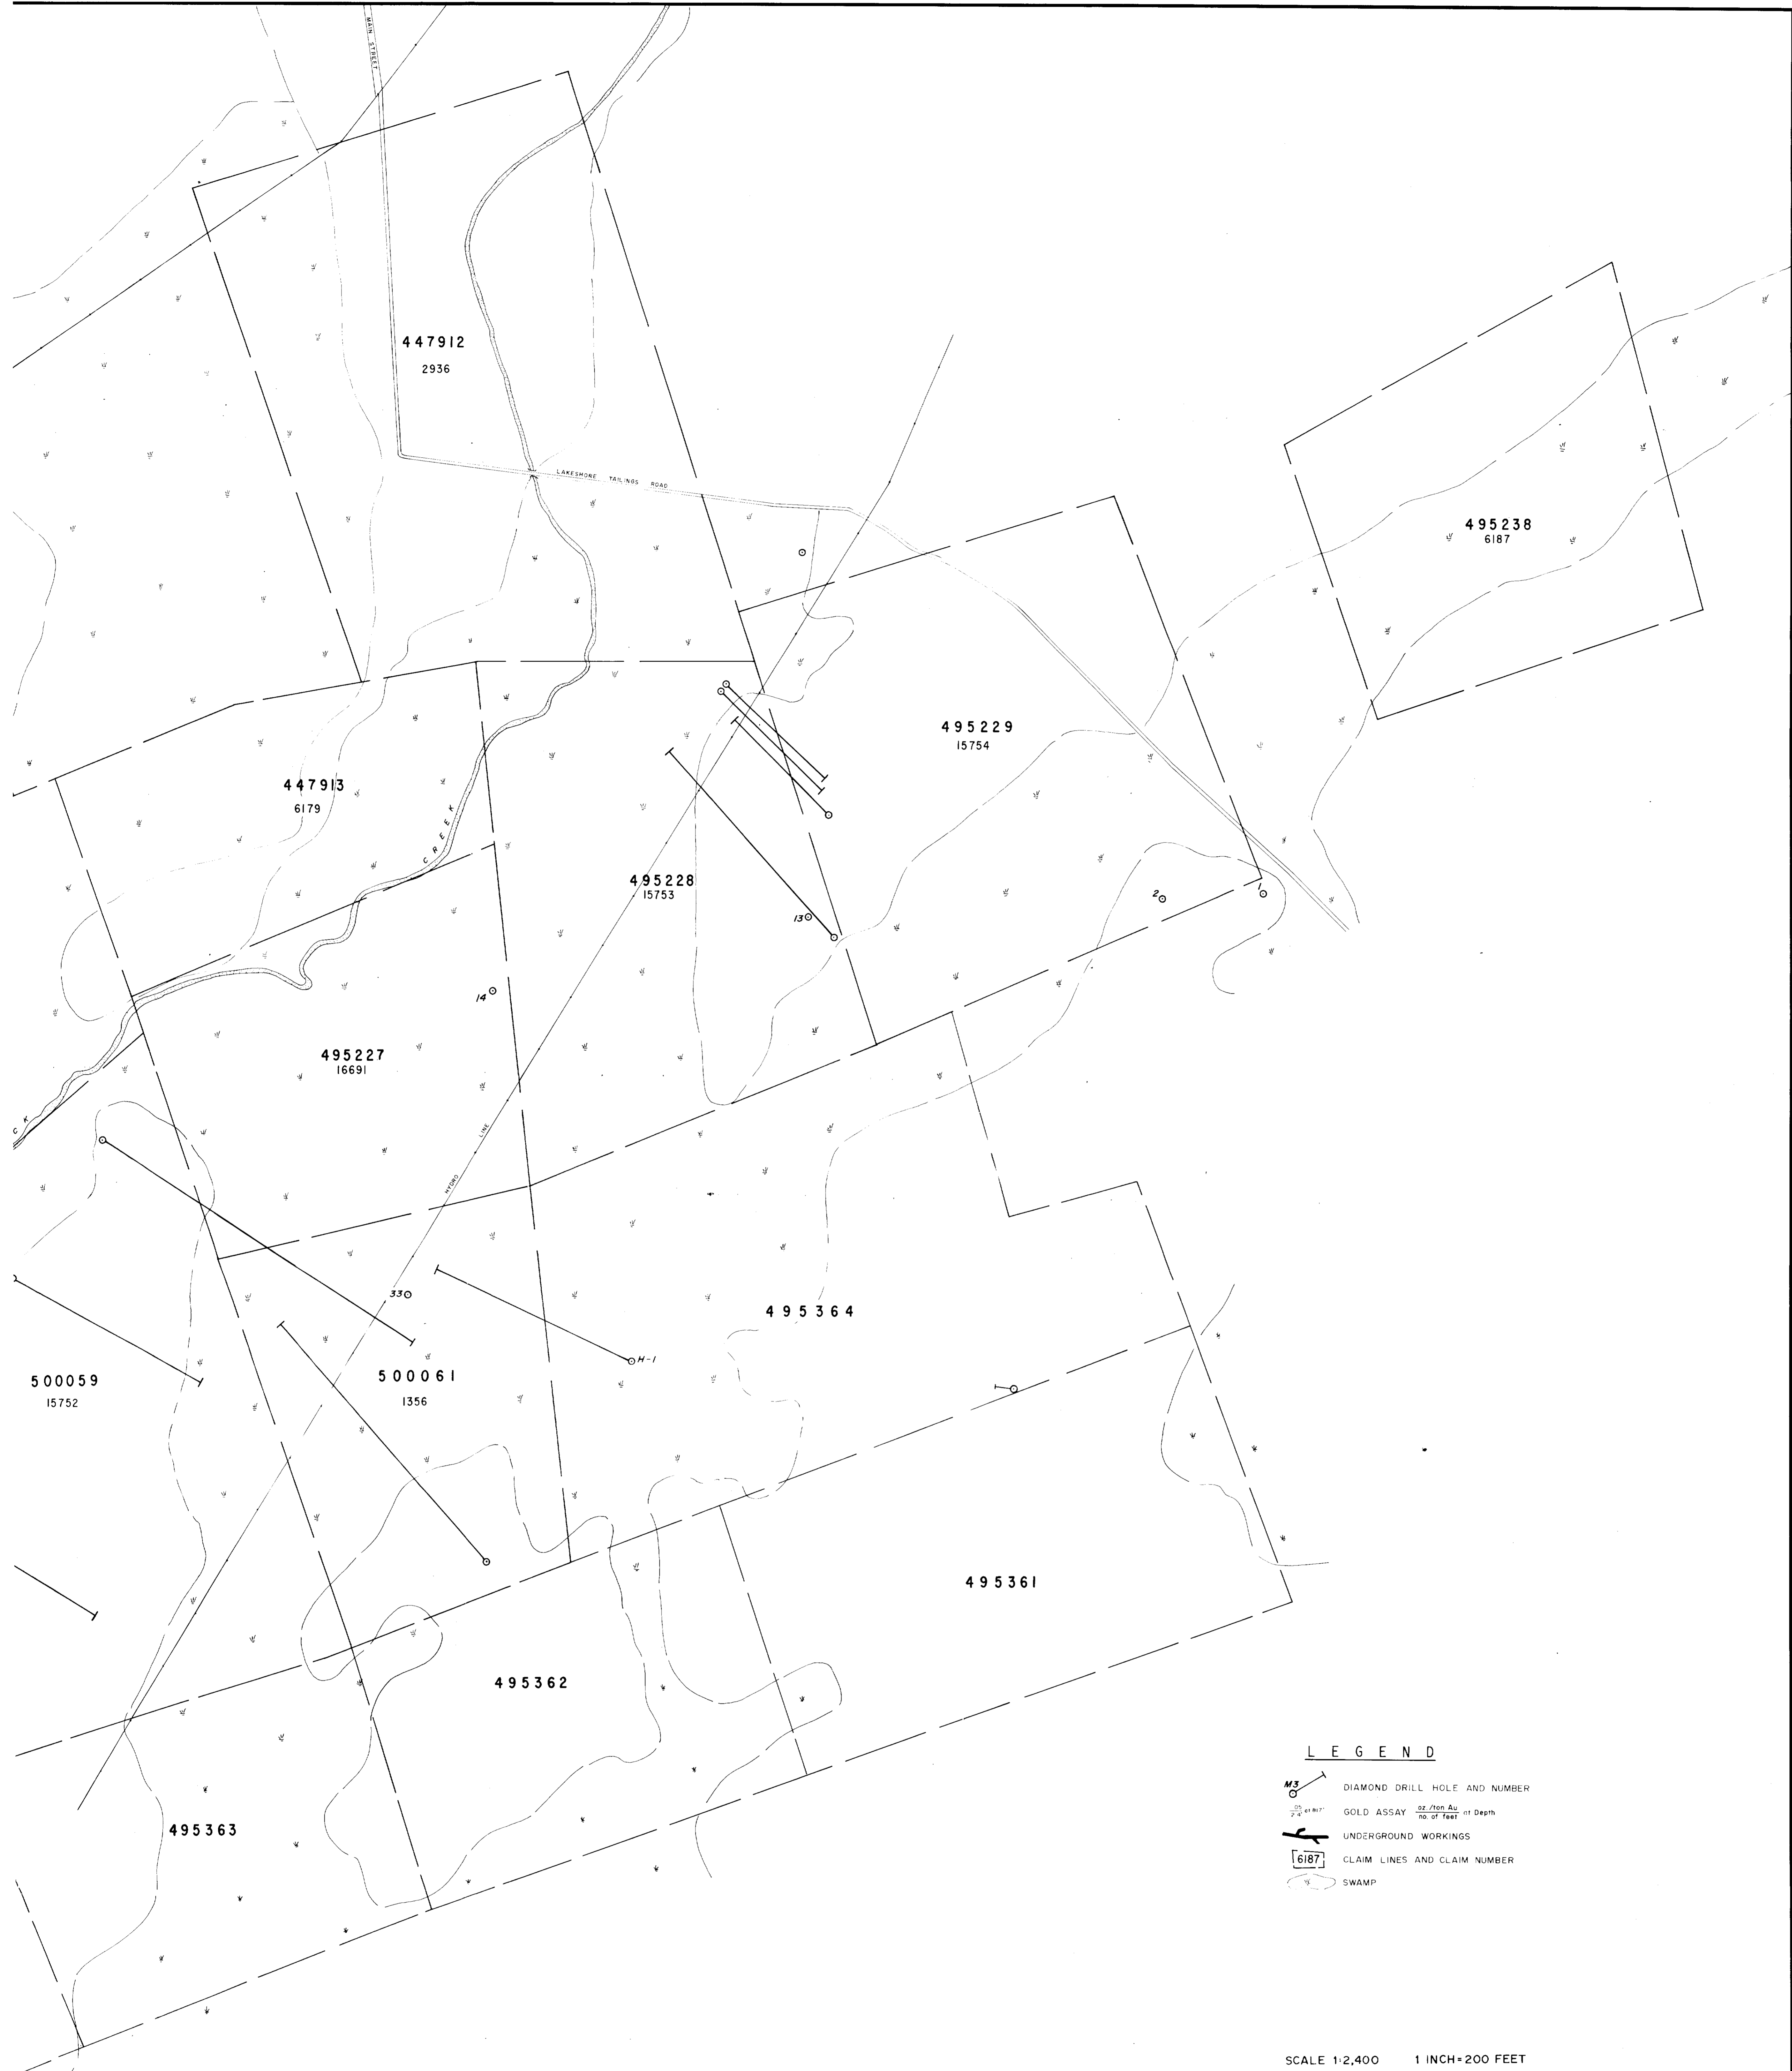 MAIN STREET
447912
2936
LAKESHORE TAILINGS ROAD
495238
6187
495229
15754
447913
6179
CREEK
495228
15753
13
2
1
14
495227
16691
CK
HYDRO LINE
33
495364
H-1
500059
15752
500061
1356
495361
495362
495363
LEGEND
M3
DIAMOND DRILL HOLE AND NUMBER
GOLD ASSAY oz./ton Au
no. of feet at Depth
UNDERGROUND WORKINGS
6187 CLAIM LINES AND CLAIM NUMBER
SWAMP
SCALE 1:2,400 1 INCH=200 FEET